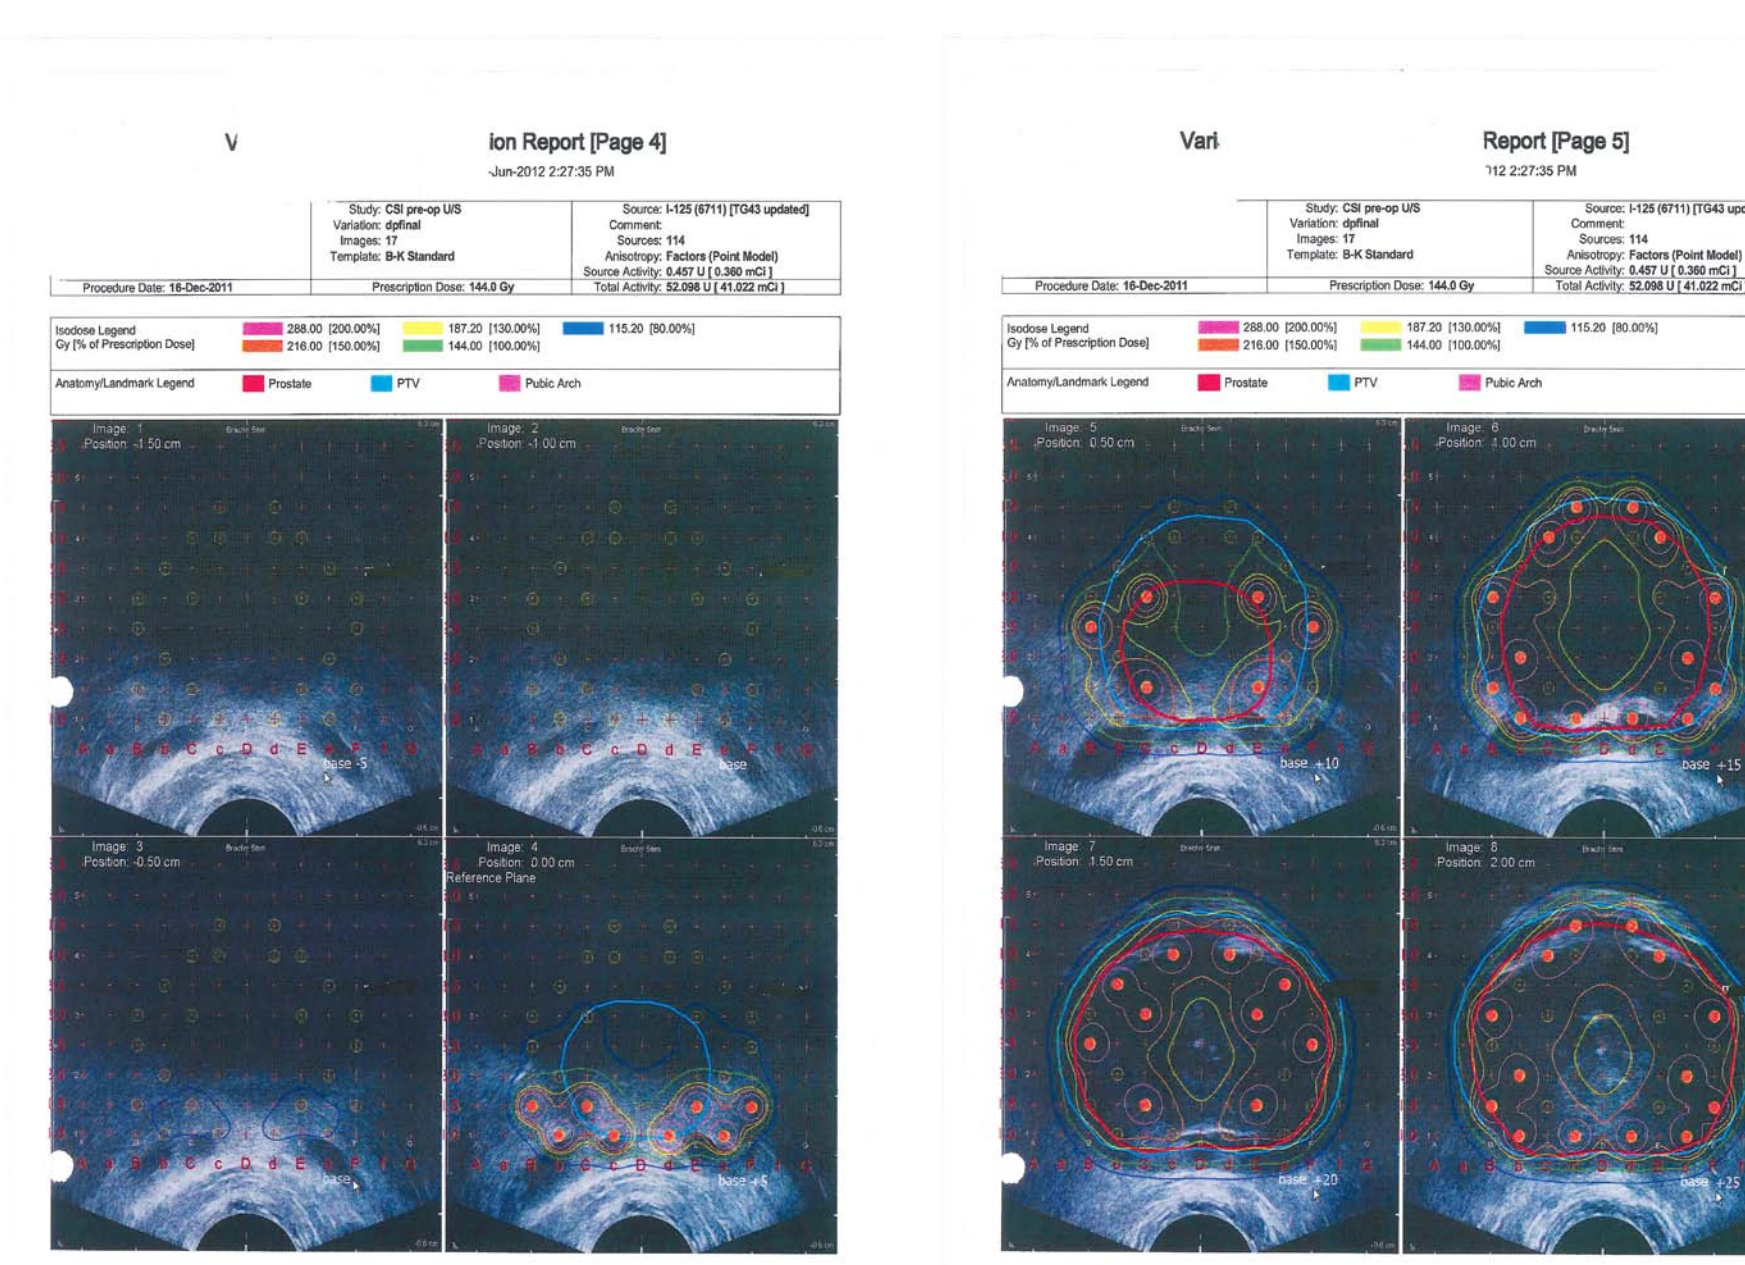 V ion Report [Page 4]
-Jun-2012 2:27:35 PM
Study: CSI pre-op U/S
Variation: dpfinal
Images: 17
Template: B-K Standard
Source: I-125 (6711) [TG43 updated]
Comment:
Sources: 114
Anisotropy: Factors (Point Model)
Source Activity: 0.457 U [ 0.360 mCi ]
Procedure Date: 16-Dec-2011
Prescription Dose: 144.0 Gy
Total Activity: 52.098 U [ 41.022 mCi ]
Isodose Legend
Gy [% of Prescription Dose]
288.00 [200.00%]
187.20 [130.00%]
115.20 [80.00%]
216.00 [150.00%]
144.00 [100.00%]
Anatomy/Landmark Legend
Prostate
PTV
Pubic Arch
Image: 1
Position: -1.50 cm
base -5
Image: 2
Position: -1.00 cm
base
Image: 3
Position: -0.50 cm
base
Image: 4
Position: 0.00 cm
Reference Plane
base +5
Vari Report [Page 5]
012 2:27:35 PM
Study: CSI pre-op U/S
Variation: dpfinal
Images: 17
Template: B-K Standard
Source: I-125 (6711) [TG43 upd
Comment:
Sources: 114
Anisotropy: Factors (Point Model)
Source Activity: 0.457 U [ 0.360 mCi ]
Procedure Date: 16-Dec-2011
Prescription Dose: 144.0 Gy
Total Activity: 52.098 U [ 41.022 mCi
Isodose Legend
Gy [% of Prescription Dose]
288.00 [200.00%]
187.20 [130.00%]
115.20 [80.00%]
216.00 [150.00%]
144.00 [100.00%]
Anatomy/Landmark Legend
Prostate
PTV
Pubic Arch
Image: 5
Position: 0.50 cm
base +10
Image: 6
Position: 1.00 cm
base +15
Image: 7
Position: 1.50 cm
base +20
Image: 8
Position: 2.00 cm
base +25